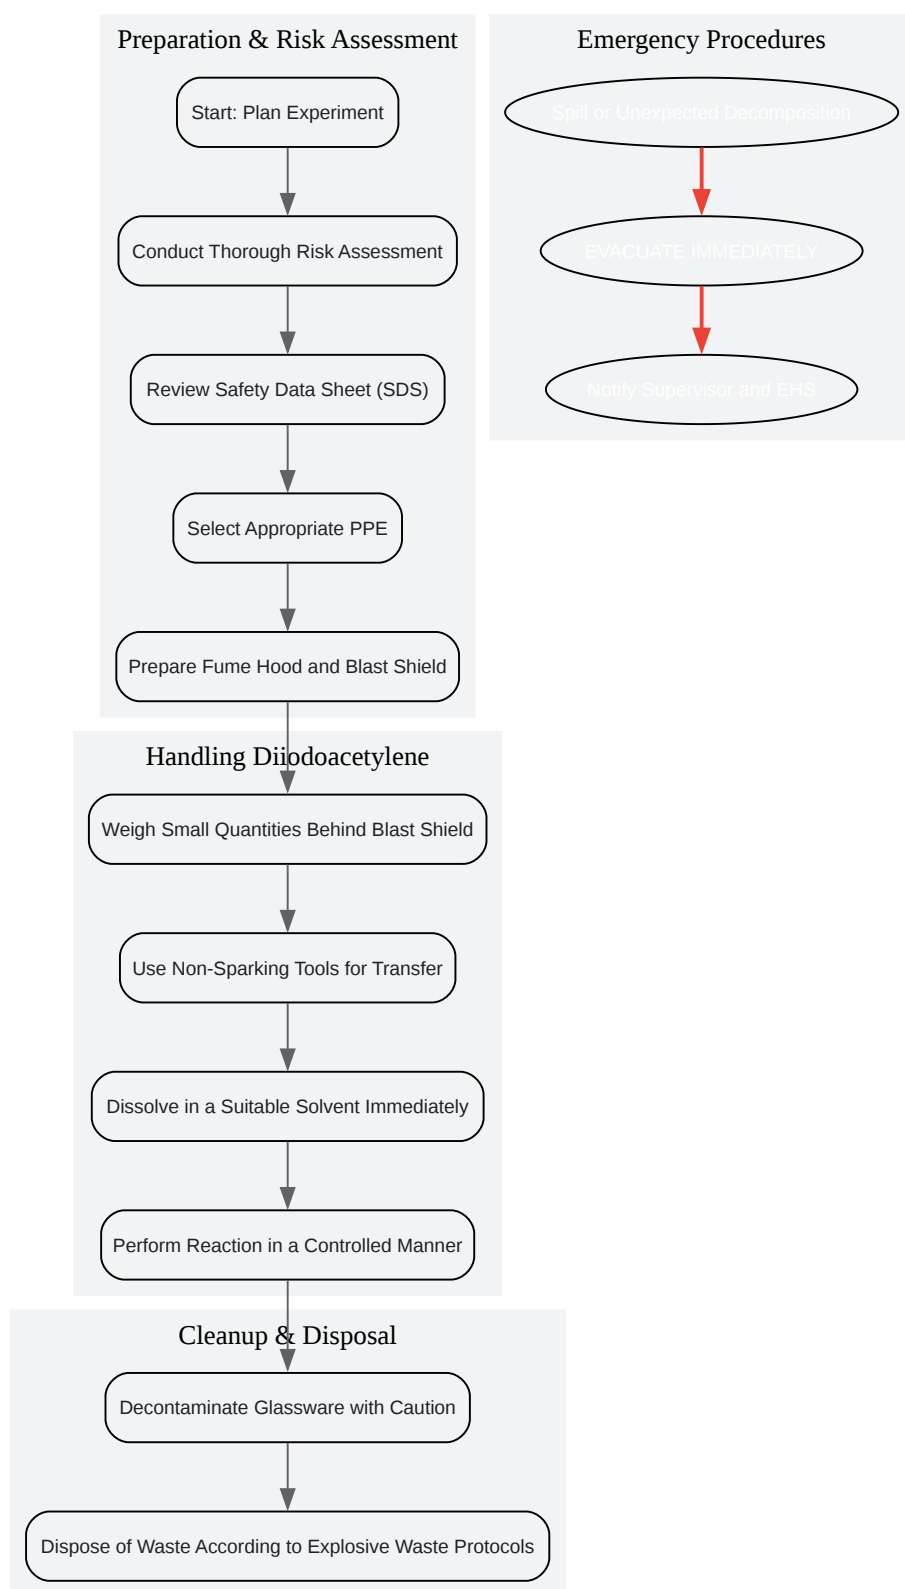 Preparation & Risk Assessment
Start: Plan Experiment
Conduct Thorough Risk Assessment
Review Safety Data Sheet (SDS)
Select Appropriate PPE
Prepare Fume Hood and Blast Shield
Emergency Procedures
Spill or Unexpected Decomposition
EVACUATE IMMEDIATELY
Notify Supervisor and EHS
Handling Diiodoacetylene
Weigh Small Quantities Behind Blast Shield
Use Non-Sparking Tools for Transfer
Dissolve in a Suitable Solvent Immediately
Perform Reaction in a Controlled Manner
Cleanup & Disposal
Decontaminate Glassware with Caution
Dispose of Waste According to Explosive Waste Protocols